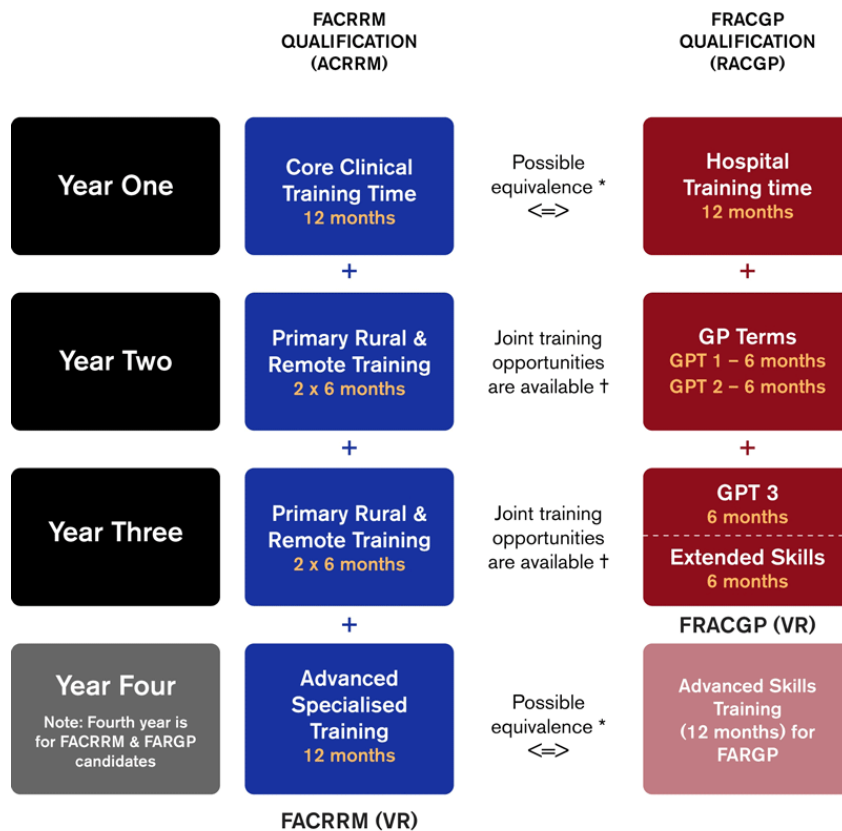 FACRRM
QUALIFICATION
(ACRRM)
FRACGP
QUALIFICATION
(RACGP)
Year One
Core Clinical
Training Time
12 months
Possible
equivalence *
<=>
Hospital
Training time
12 months
+
+
Year Two
Primary Rural &
Remote Training
2 x 6 months
Joint training
opportunities
are available †
GP Terms
GPT 1 – 6 months
GPT 2 – 6 months
+
+
Year Three
Primary Rural &
Remote Training
2 x 6 months
Joint training
opportunities
are available †
GPT 3
6 months
Extended Skills
6 months
+
FRACGP (VR)
Year Four
Note: Fourth year is
for FACRRM & FARGP
candidates
Advanced
Specialised
Training
12 months
Possible
equivalence *
<=>
Advanced Skills
Training
(12 months) for
FARGP
FACRRM (VR)